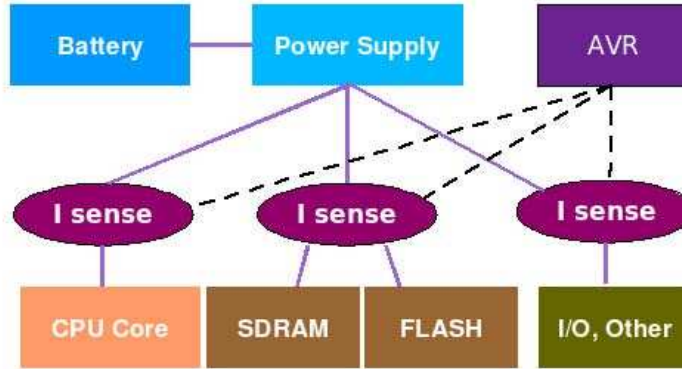 Battery
Power Supply
AVR
I sense
I sense
I sense
CPU Core
SDRAM
FLASH
I/O, Other